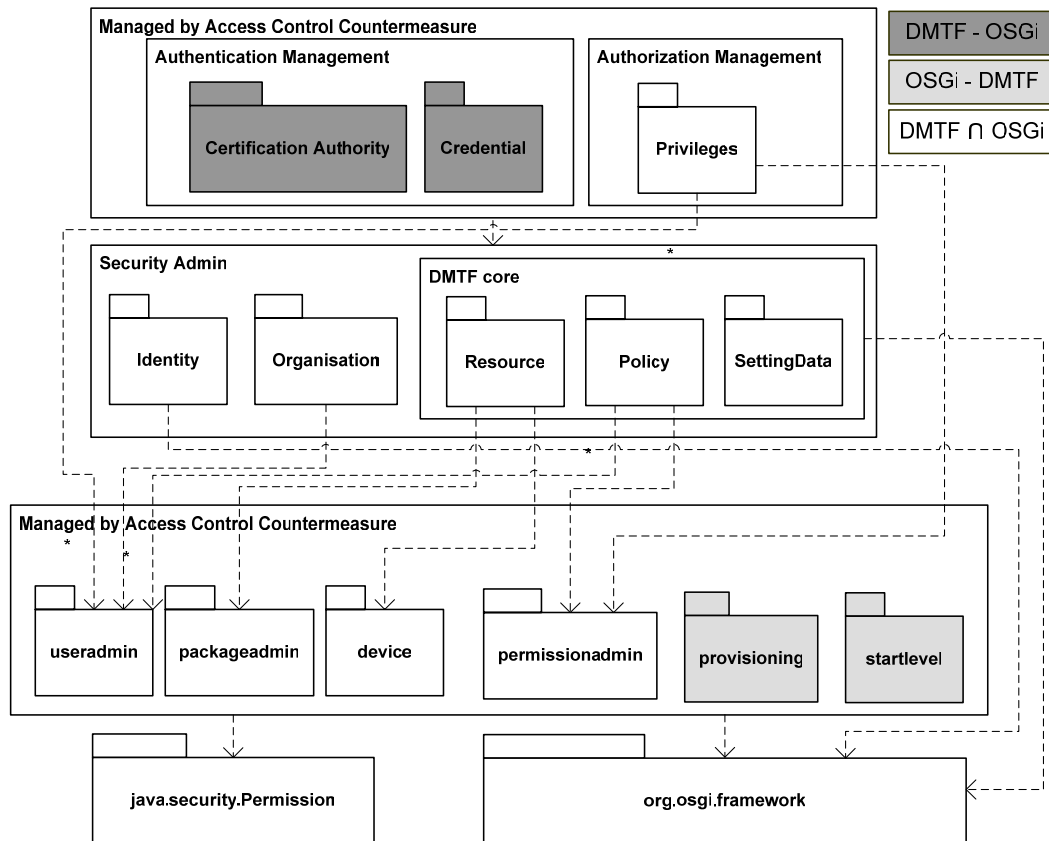 Managed by Access Control Countermeasure
Authentication Management
Certification Authority
Credential
Authorization Management
Privileges
DMTF - OSGi
OSGi - DMTF
DMTF ∩ OSGi
*
Security Admin
Identity
Organisation
DMTF core
Resource
Policy
SettingData
*
Managed by Access Control Countermeasure
*
*
useradmin
packageadmin
device
permissionadmin
provisioning
startlevel
java.security.Permission
org.osgi.framework